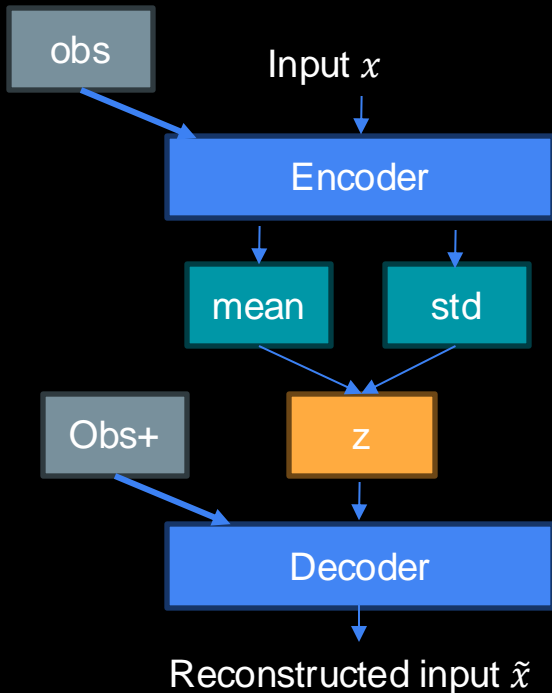 obs
Input x
Encoder
mean
std
Obs+
z
Decoder
Reconstructed input x̃